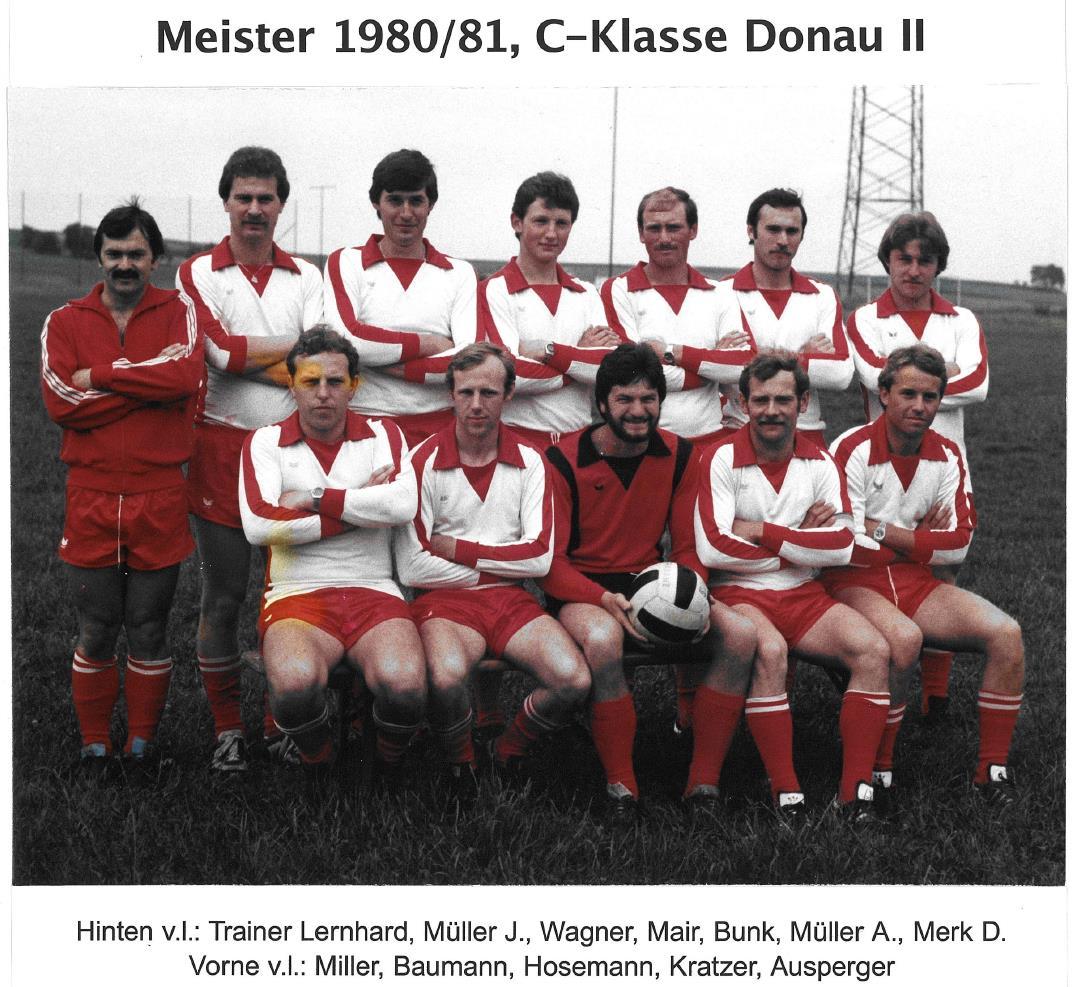 Meister 1980/81, C-Klasse Donau II
Hinten v.l.: Trainer Lernhard, Müller J., Wagner, Mair, Bunk, Müller A., Merk D.
Vorne v.l.: Miller, Baumann, Hosemann, Kratzer, Ausperger